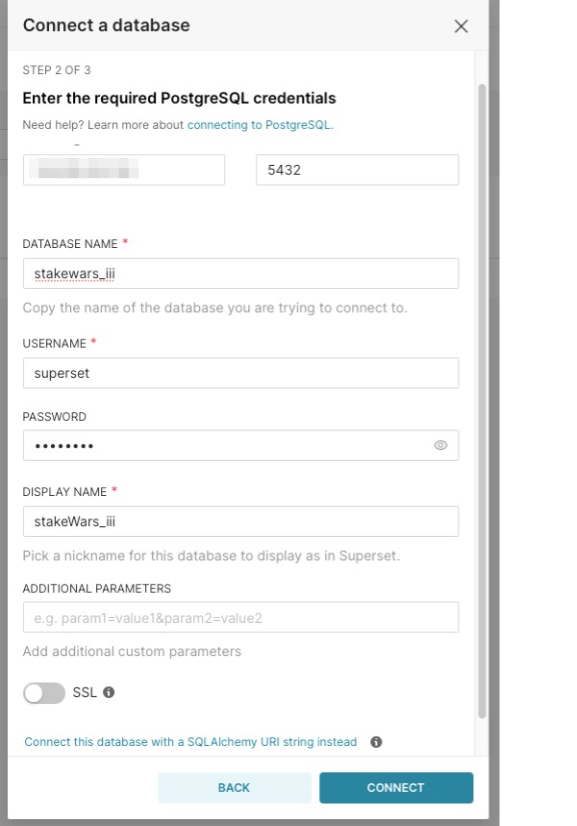 Connect a database
STEP 2 OF 3
Enter the required PostgreSQL credentials
Need help? Learn more about connecting to PostgreSQL.
5432
DATABASE NAME *
stakewars_iii
Copy the name of the database you are trying to connect to.
USERNAME *
superset
PASSWORD
••••••••
DISPLAY NAME *
stakeWars_iii
Pick a nickname for this database to display as in Superset.
ADDITIONAL PARAMETERS
e.g. param1=value1&param2=value2
Add additional custom parameters
SSL
Connect this database with a SQLAlchemy URI string instead
BACK
CONNECT